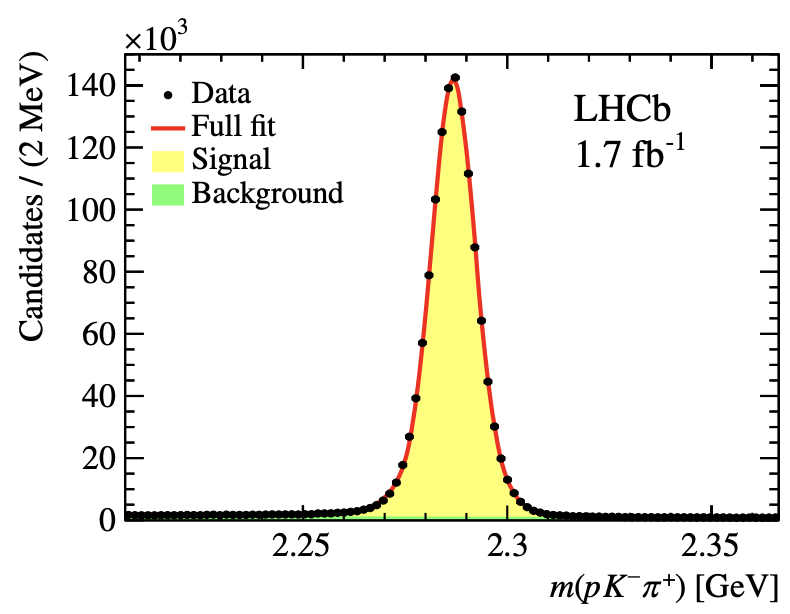 ×10³
Candidates / (2 MeV)
140
120
100
80
60
40
20
0
Data
Full fit
Signal
Background
LHCb
1.7 fb⁻¹
2.25
2.3
2.35
m(pK⁻π⁺) [GeV]